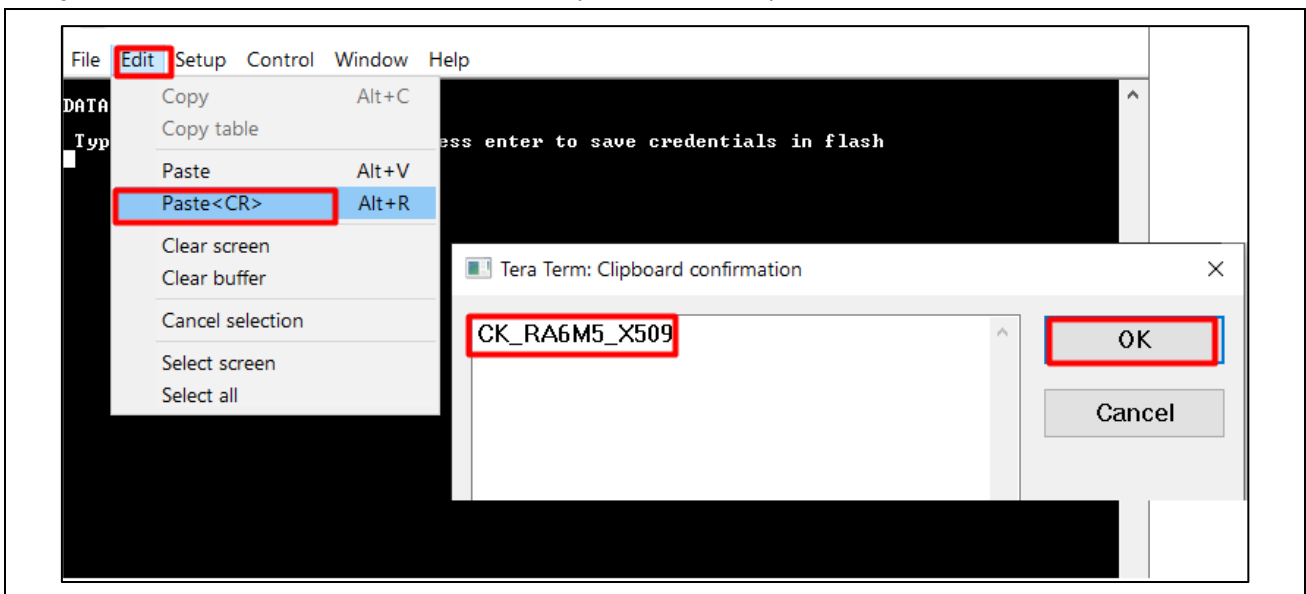 File Edit Setup Control Window Help
DATA
Typ
ess enter to save credentials in flash
Copy Alt+C
Copy table
Paste Alt+V
Paste<CR> Alt+R
Clear screen
Clear buffer
Cancel selection
Select screen
Select all
Tera Term: Clipboard confirmation
CK_RA6M5_X509
OK
Cancel